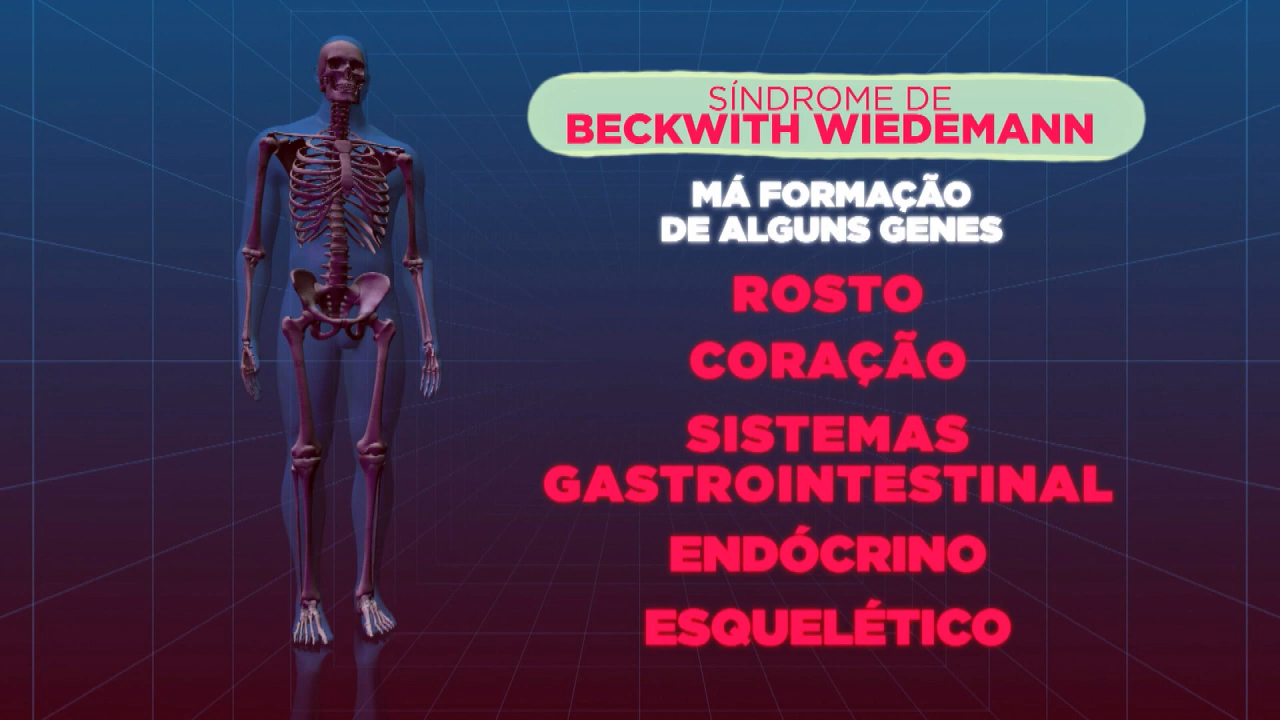 SÍNDROME DE
BECKWITH WIEDEMANN
MÁ FORMAÇÃO
DE ALGUNS GENES
ROSTO
CORAÇÃO
SISTEMAS
GASTROINTESTINAL
ENDÓCRINO
ESQUELÉTICO